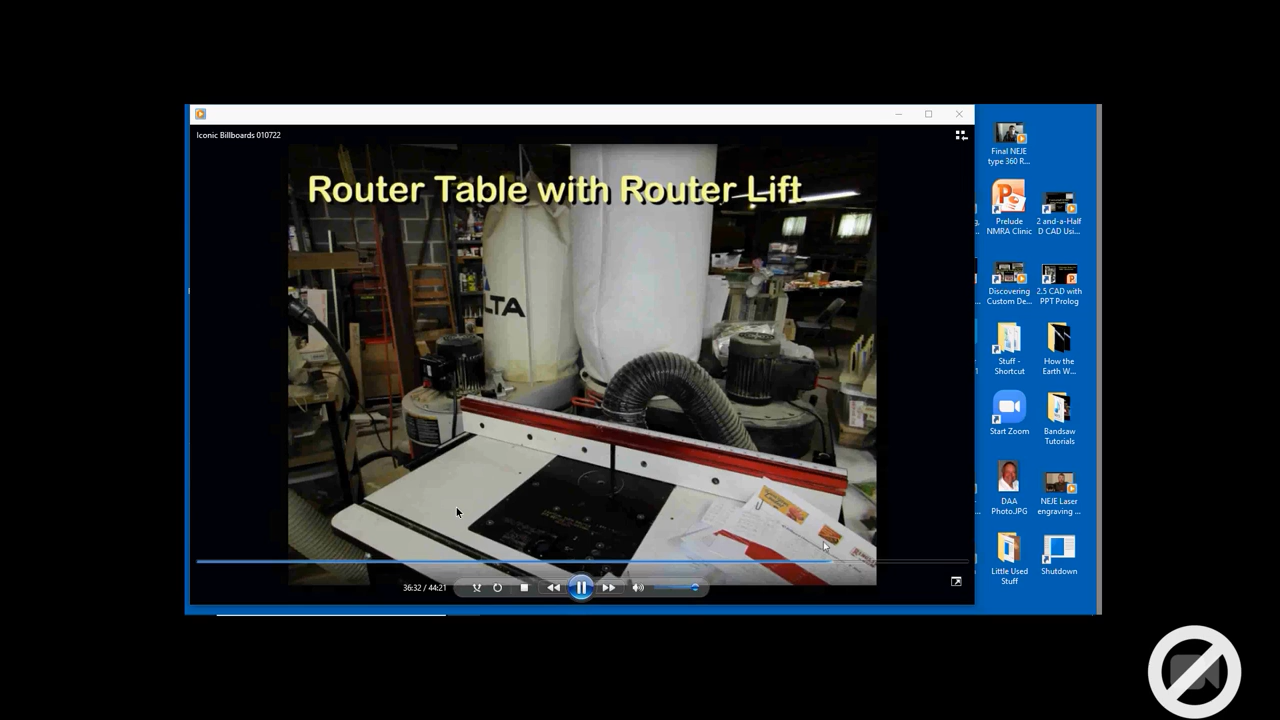 Iconic Billboards 010722
Router Table with Router Lift
LTA
36:32 / 44:21
Final NEJE
type 360 R...
Prelude
NMRA Clinic
2 and-a-Half
D CAD Usi...
Discovering
Custom De...
2.5 CAD with
PPT Prolog
Stuff -
Shortcut
How the
Earth W...
Start Zoom
Bandsaw
Tutorials
DAA
PhotoJPG
NEJE Laser
engraving ...
Little Used
Stuff
Shutdown